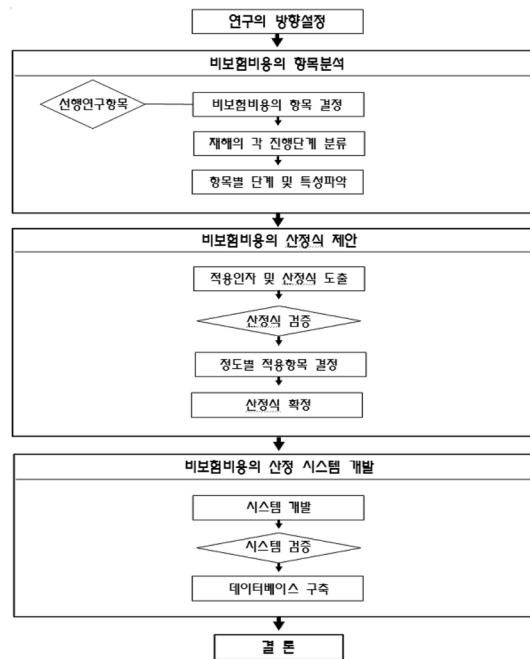 연구의 방향설정
비보험비용의 항목분석
선행연구항목
비보험비용의 항목 결정
재해의 각 진행단계 분류
항목별 단계 및 특성파악
비보험비용의 산정식 제안
적용인자 및 산정식 도출
산정식 검증
정도별 적용항목 결정
산정식 확정
비보험비용의 산정 시스템 개발
시스템 개발
시스템 검증
데이터베이스 구축
결 론